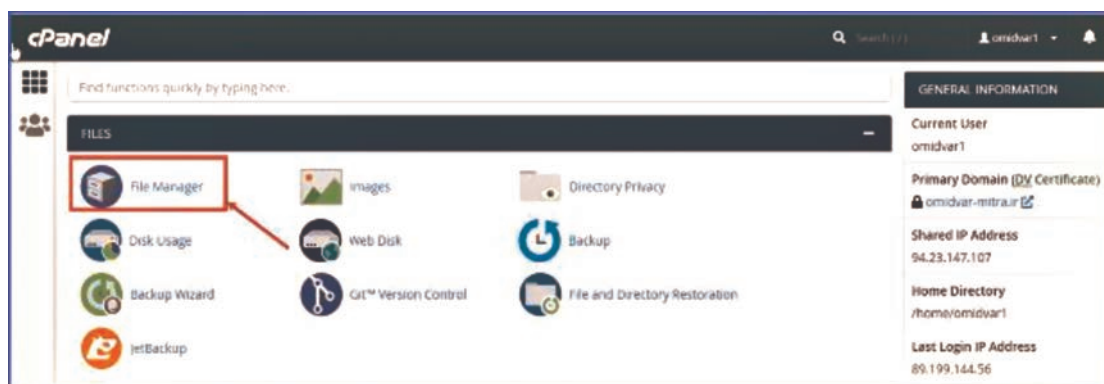 cPanel
Search ( / )
omidvar1
Find functions quickly by typing here.
GENERAL INFORMATION
FILES
Current User
omidvar1
File Manager
Images
Directory Privacy
Primary Domain (DV Certificate)
omidvar-mitra.ir
Disk Usage
Web Disk
Backup
Shared IP Address
94.23.147.107
Backup Wizard
Git™ Version Control
File and Directory Restoration
Home Directory
/home/omidvar1
JetBackup
Last Login IP Address
89.199.144.56